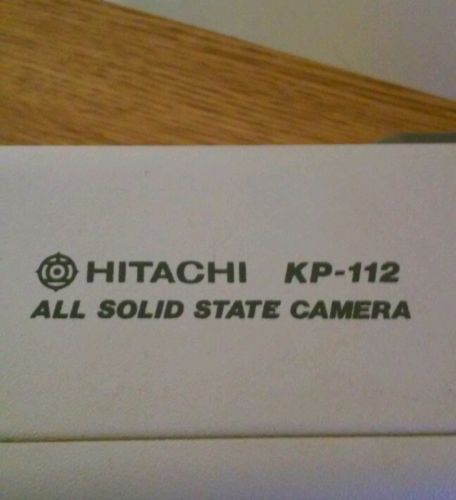 HITACHI KP-112
ALL SOLID STATE CAMERA